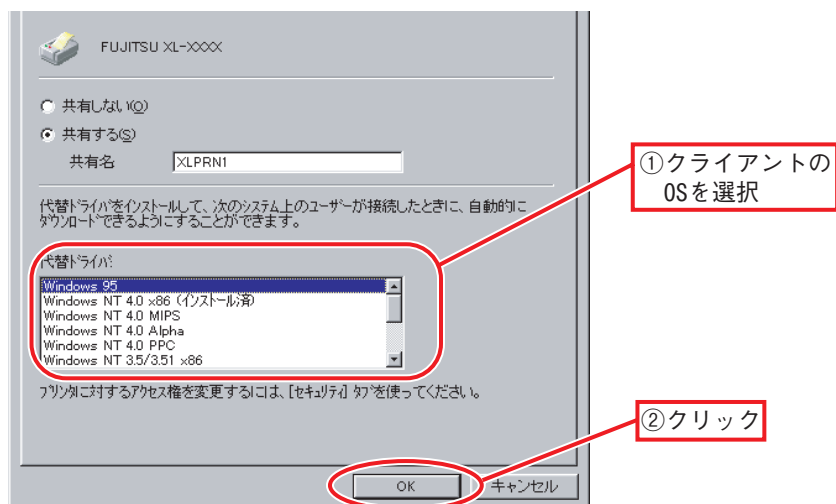 FUJITSU XL-XXXX
共有しない(O)
共有する(S)
共有名 XLPRN1
代替ドライバをインストールして、次のシステム上のユーザーが接続したときに、自動的に
ダウンロードできるようにすることができます。
代替ドライバ:
Windows 95
Windows NT 4.0 x86 (インストール済)
Windows NT 4.0 MIPS
Windows NT 4.0 Alpha
Windows NT 4.0 PPC
Windows NT 3.5/3.51 x86
プリンタに対するアクセス権を変更するには、[セキュリティ] タブを使ってください。
OK キャンセル
①クライアントの
OSを選択
②クリック